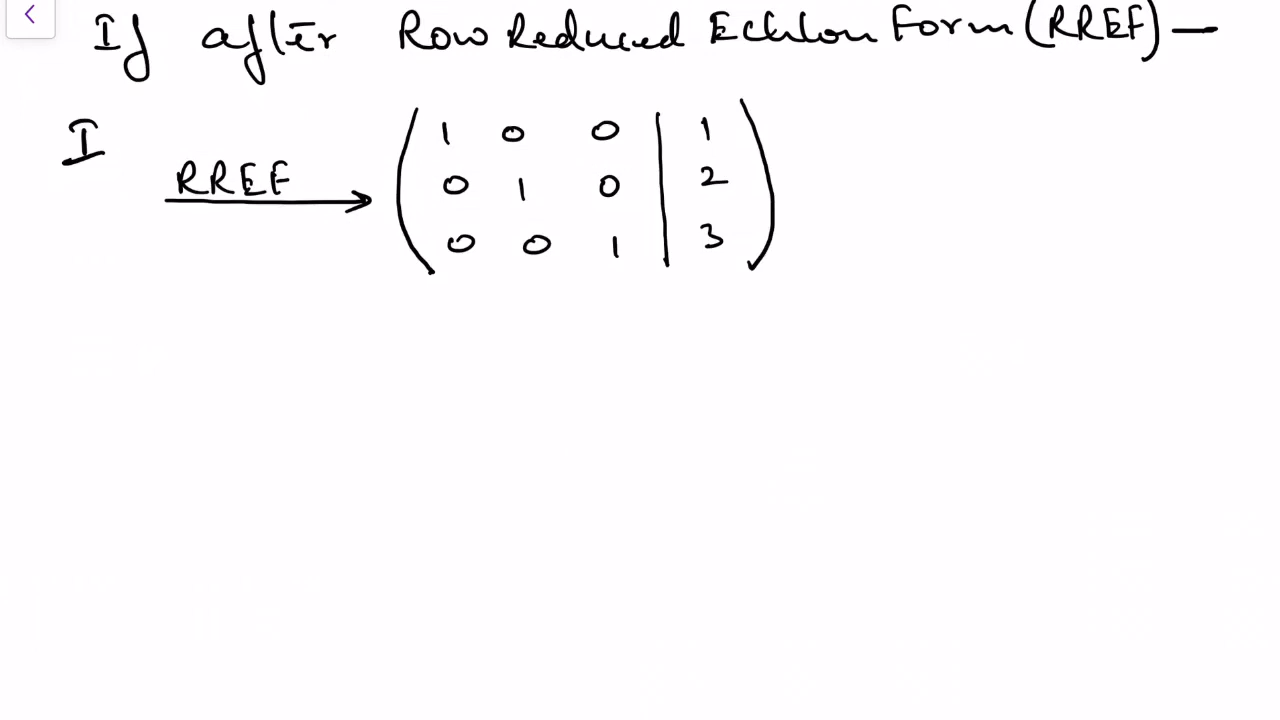 If after Row Reduced Echlon Form (RREF) —
I
RREF
1 0 0 | 1
0 1 0 | 2
0 0 1 | 3